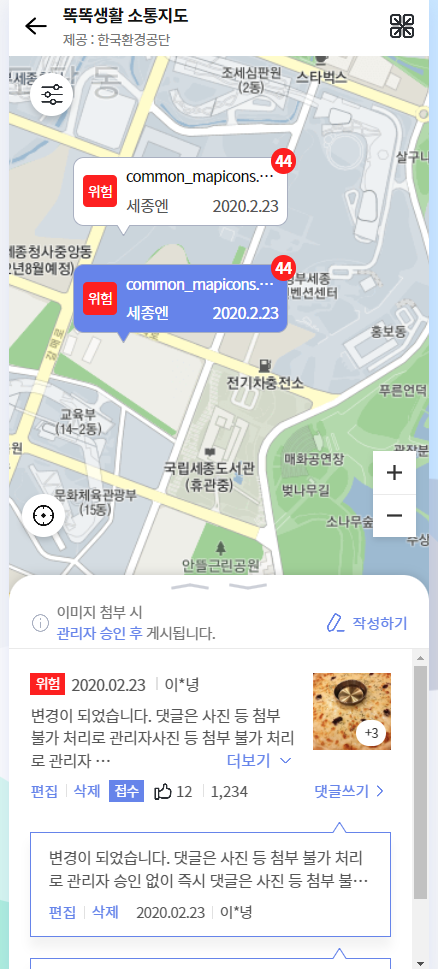 똑똑생활 소통지도
제공 : 한국환경공단
조세심판원
(2동)
스타벅스
살구나
44
위험
common_mapicons.…
세종엔
2020.2.23
44
위험
common_mapicons.…
세종엔
2020.2.23
부세종
벤션센터
종청사중앙동
홍보동
전기차충전소
푸른언덕
교육부
(14-2동)
국립세종도서관
(휴관중)
매화공연장
벚나무길
문화체육관광부
(15동)
소나무숲
안뜰근린공원
+
−
이미지 첨부 시
관리자 승인 후 게시됩니다.
작성하기
위험 2020.02.23 이*녕
변경이 되었습니다. 댓글은 사진 등 첨부
불가 처리로 관리자사진 등 첨부 불가 처리
로 관리자 …
더보기
+3
편집 삭제 접수 12 1,234
댓글쓰기
변경이 되었습니다. 댓글은 사진 등 첨부 불가 처리
로 관리자 승인 없이 즉시 댓글은 사진 등 첨부 불…
편집 삭제 2020.02.23 이*녕